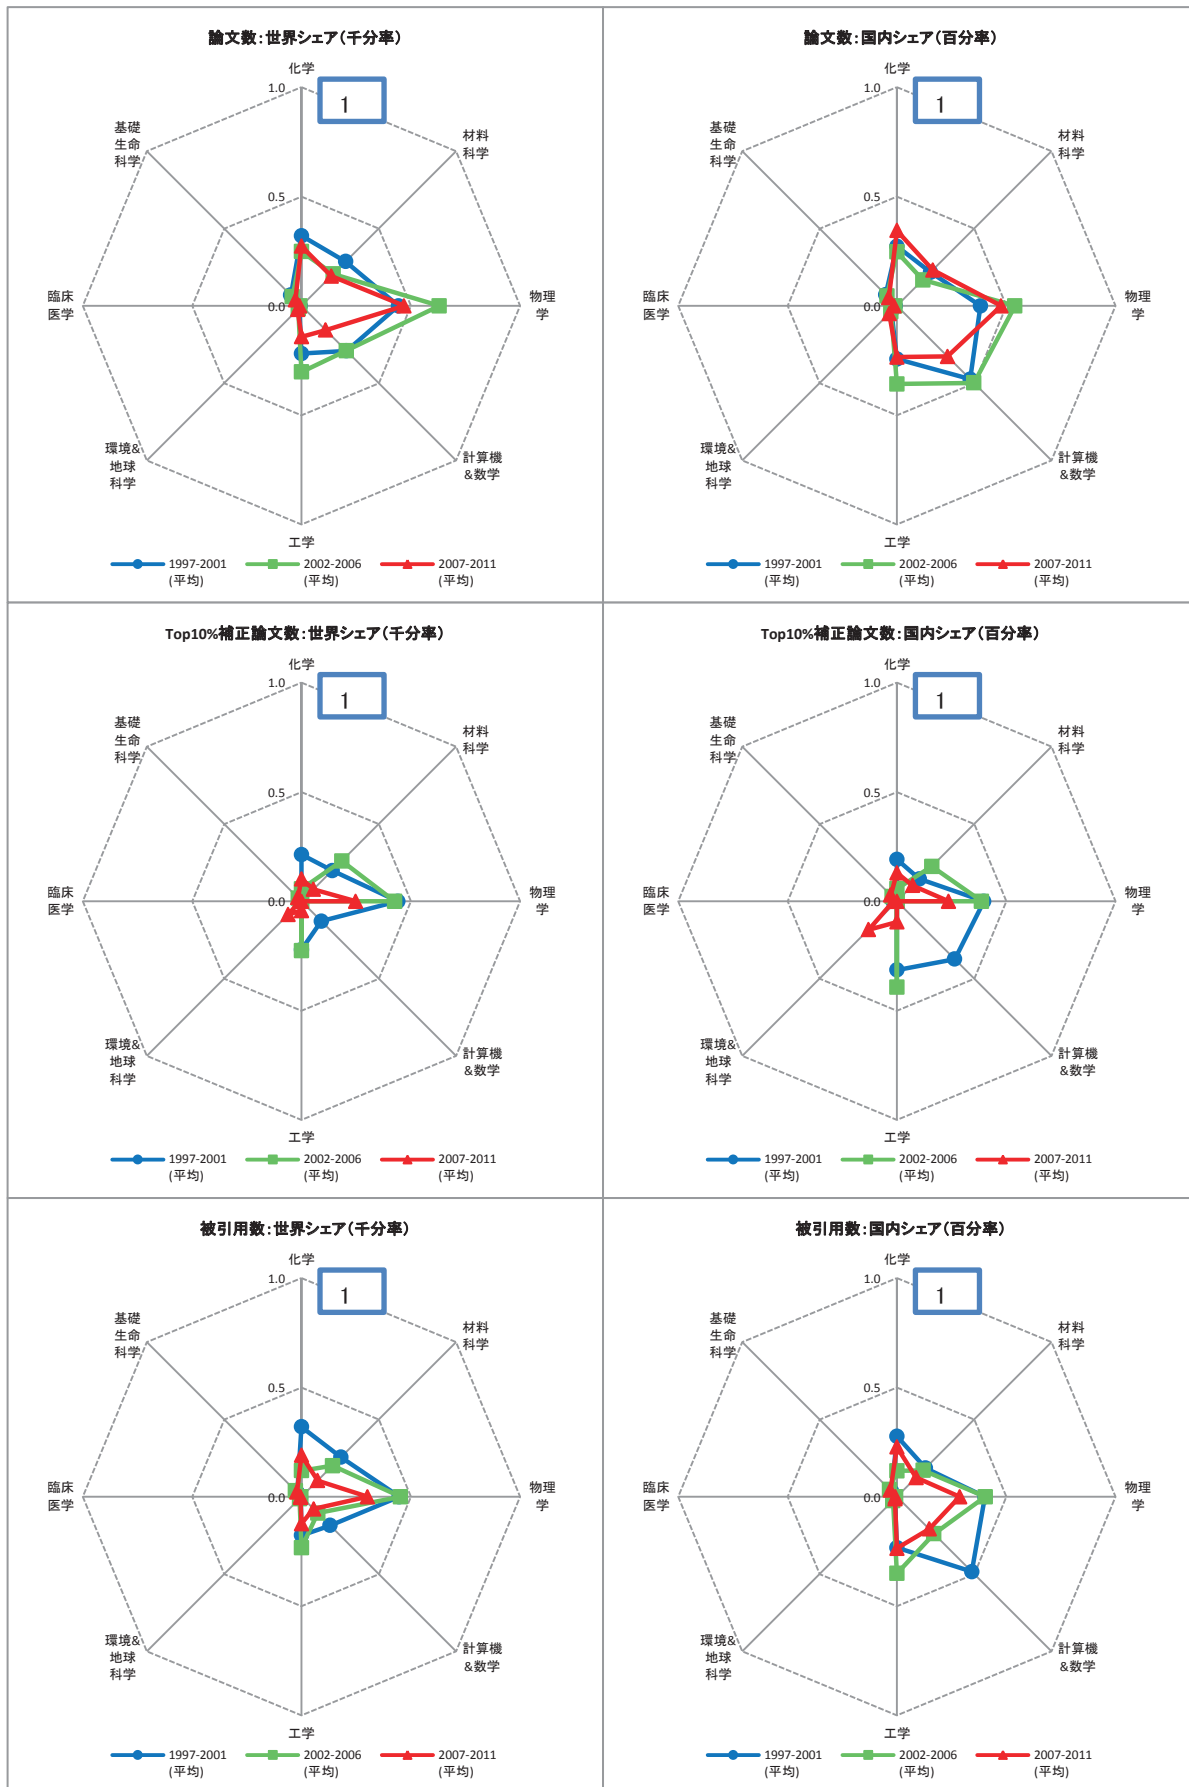 論文数：世界シェア（千分率）
化学
1.0
1
基礎
生命
科学
材料
科学
0.5
臨床
医学
0.0
物理
学
環境&
地球
科学
計算機
&数学
工学
1997-2001
(平均)
2002-2006
(平均)
2007-2011
(平均)
論文数：国内シェア（百分率）
化学
1.0
1
基礎
生命
科学
材料
科学
0.5
臨床
医学
0.0
物理
学
環境&
地球
科学
計算機
&数学
工学
1997-2001
(平均)
2002-2006
(平均)
2007-2011
(平均)
Top10%補正論文数：世界シェア（千分率）
化学
1.0
1
基礎
生命
科学
材料
科学
0.5
臨床
医学
0.0
物理
学
環境&
地球
科学
計算機
&数学
工学
1997-2001
(平均)
2002-2006
(平均)
2007-2011
(平均)
Top10%補正論文数：国内シェア（百分率）
化学
1.0
1
基礎
生命
科学
材料
科学
0.5
臨床
医学
0.0
物理
学
環境&
地球
科学
計算機
&数学
工学
1997-2001
(平均)
2002-2006
(平均)
2007-2011
(平均)
被引用数：世界シェア（千分率）
化学
1.0
1
基礎
生命
科学
材料
科学
0.5
臨床
医学
0.0
物理
学
環境&
地球
科学
計算機
&数学
工学
1997-2001
(平均)
2002-2006
(平均)
2007-2011
(平均)
被引用数：国内シェア（百分率）
化学
1.0
1
基礎
生命
科学
材料
科学
0.5
臨床
医学
0.0
物理
学
環境&
地球
科学
計算機
&数学
工学
1997-2001
(平均)
2002-2006
(平均)
2007-2011
(平均)